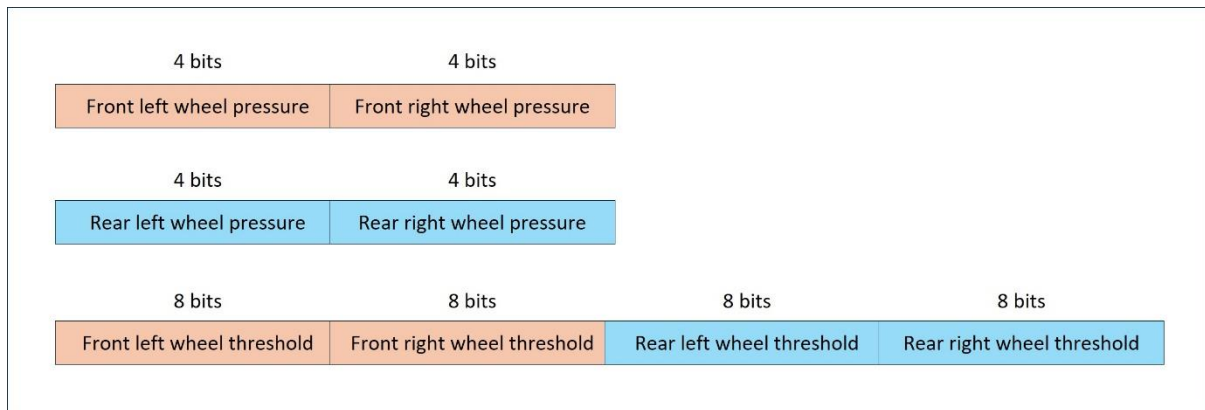 4 bits 4 bits
Front left wheel pressure Front right wheel pressure
4 bits 4 bits
Rear left wheel pressure Rear right wheel pressure
8 bits 8 bits 8 bits 8 bits
Front left wheel threshold Front right wheel threshold Rear left wheel threshold Rear right wheel threshold